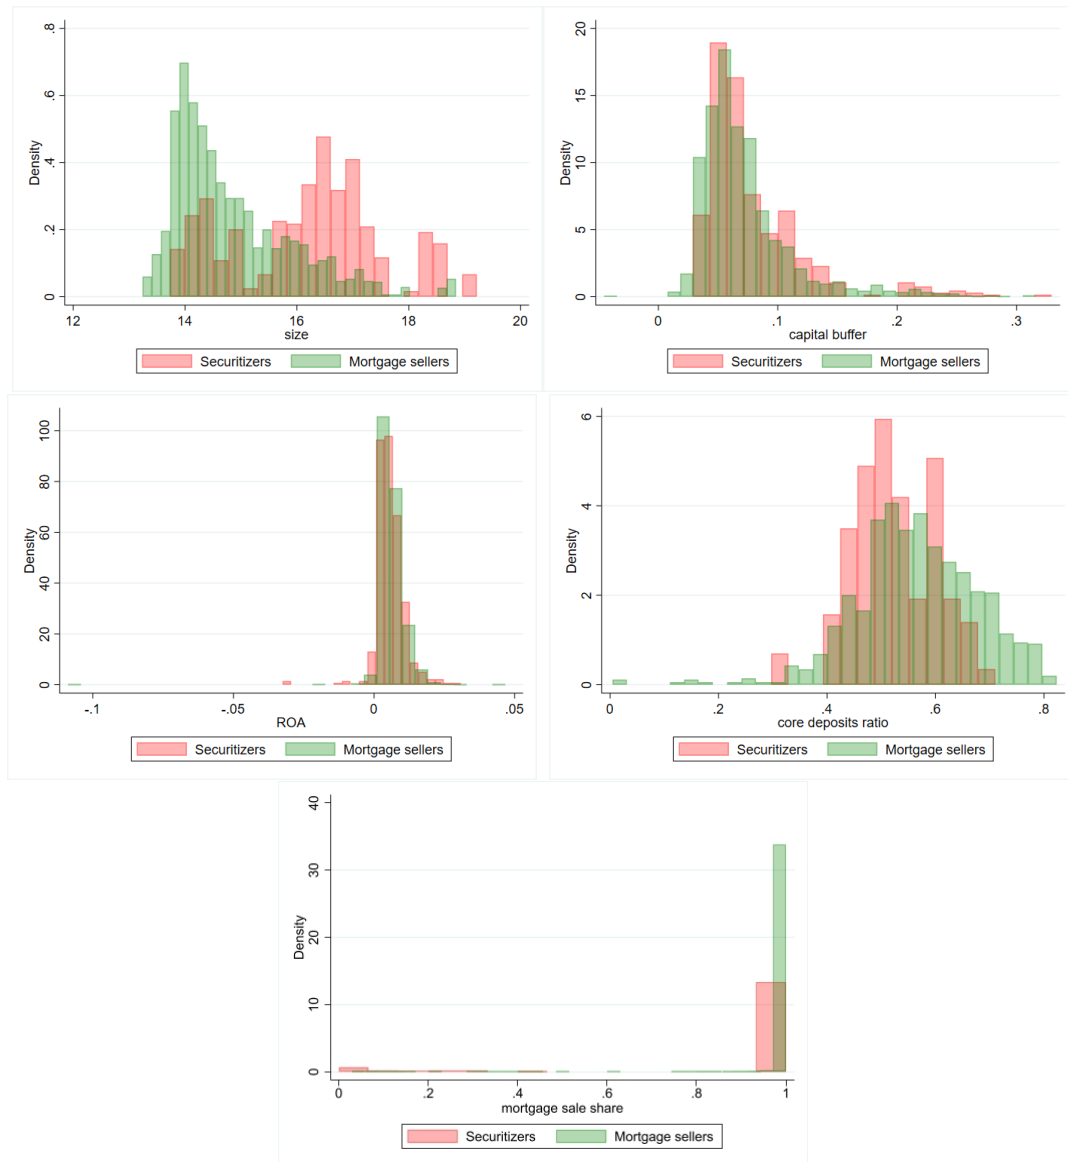 .8
.6
.4
.2
0
Density
12 14 16 18 20
size
Securitizers Mortgage sellers
20
15
10
5
0
Density
0 .1 .2 .3
capital buffer
Securitizers Mortgage sellers
100
80
60
40
20
0
Density
-.1 -.05 0 .05
ROA
Securitizers Mortgage sellers
6
4
2
0
Density
0 .2 .4 .6 .8
core deposits ratio
Securitizers Mortgage sellers
40
30
20
10
0
Density
0 .2 .4 .6 .8 1
mortgage sale share
Securitizers Mortgage sellers